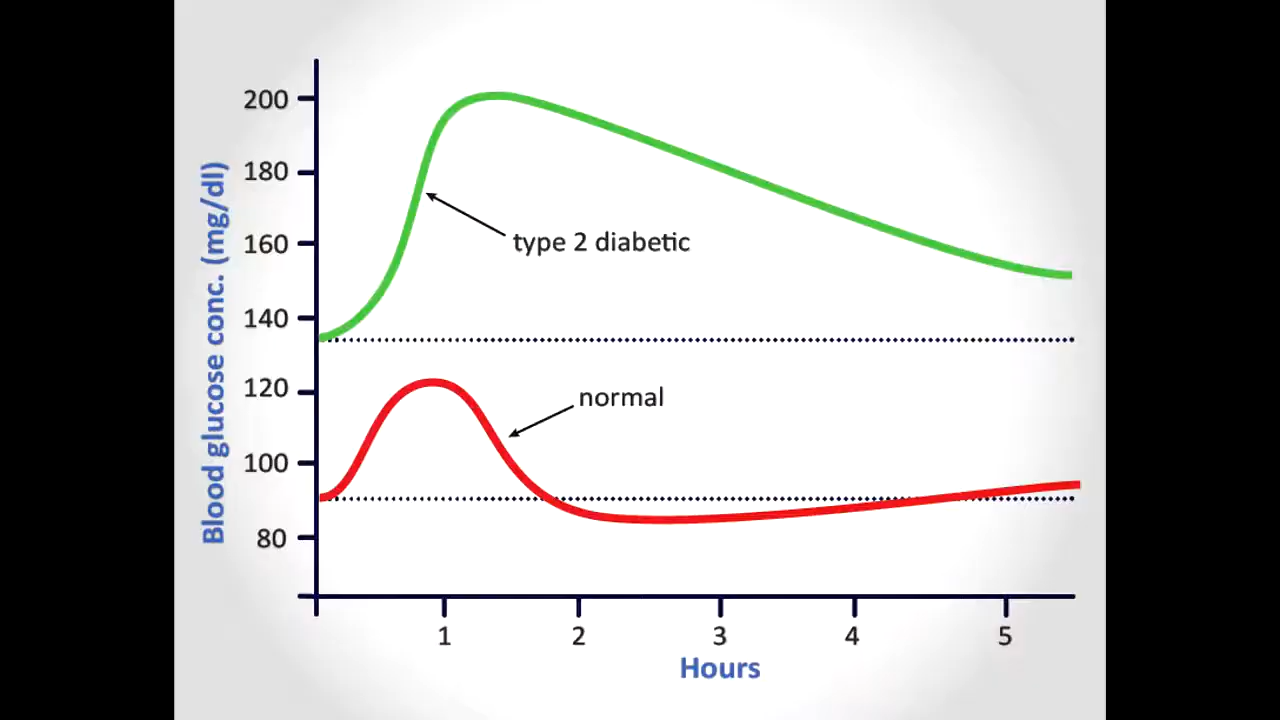 Blood glucose conc. (mg/dl)
200
180
160
140
120
100
80
type 2 diabetic
normal
1 2 3 4 5
Hours